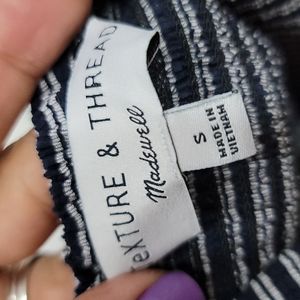 TEXTURE & THREAD
Madewell
S
MADE IN
VIETNAM